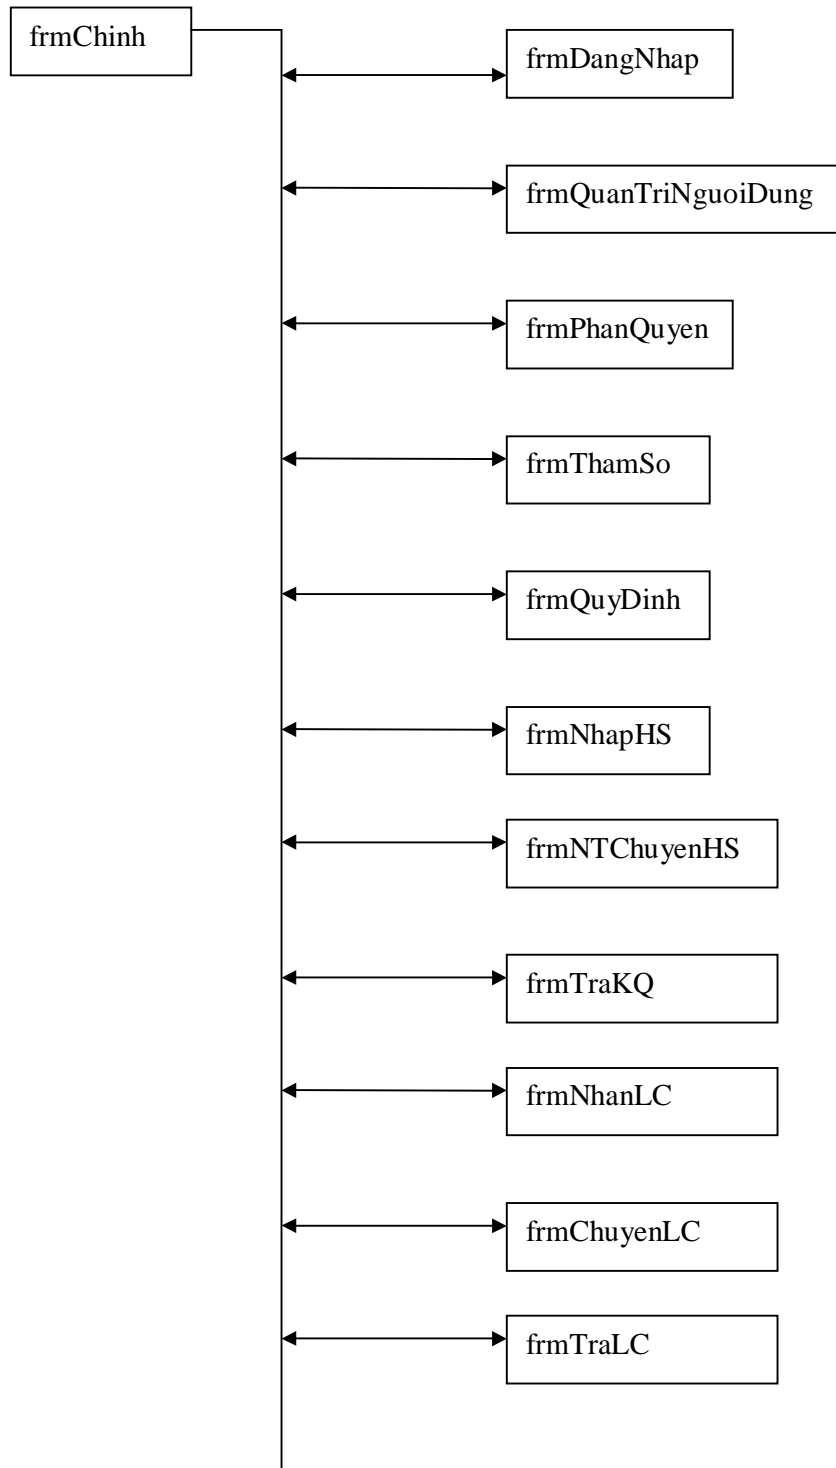 frmChinh
frmDangNhap
frmQuanTriNguoiDung
frmPhanQuyen
frmThamSo
frmQuyDinh
frmNhapHS
frmNTChuyenHS
frmTraKQ
frmNhanLC
frmChuyenLC
frmTraLC